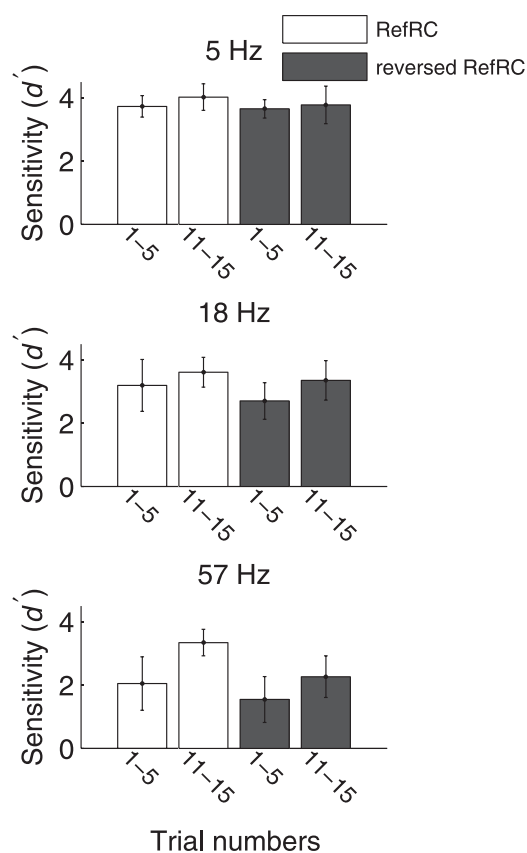 RefRC
reversed RefRC
5 Hz
Sensitivity (d′)
4
2
0
1–5
11–15
1–5
11–15
18 Hz
Sensitivity (d′)
4
2
0
1–5
11–15
1–5
11–15
57 Hz
Sensitivity (d′)
4
2
0
1–5
11–15
1–5
11–15
Trial numbers